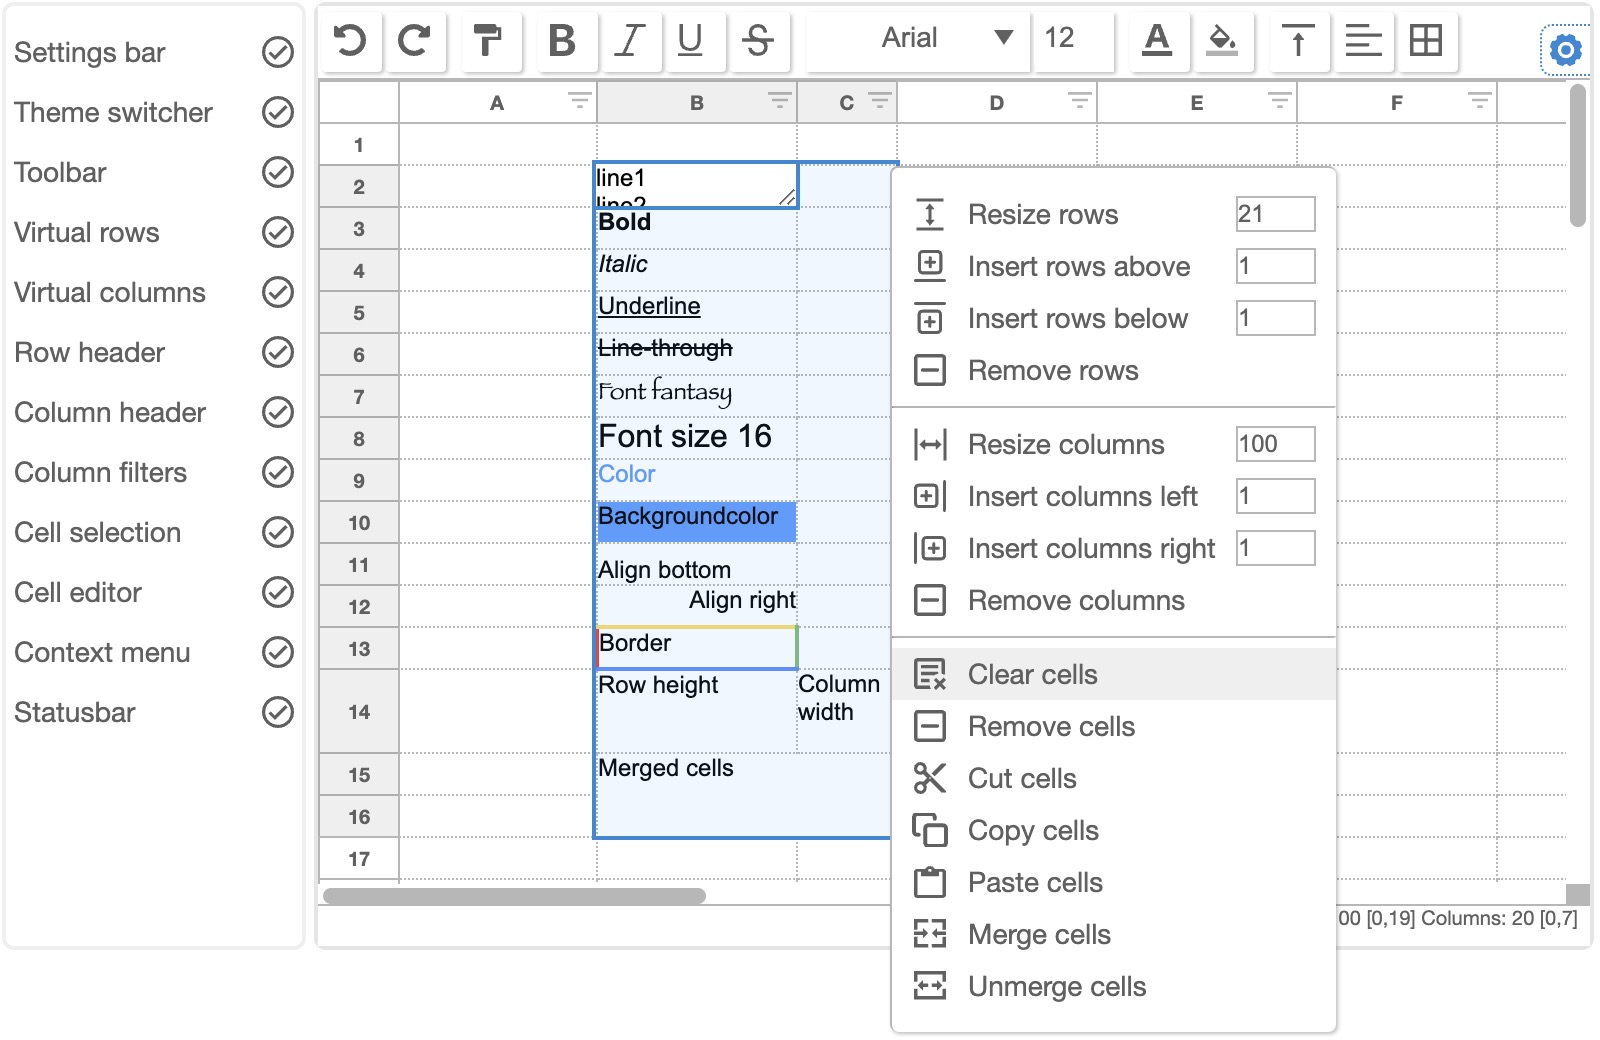 Settings bar
Theme switcher
Toolbar
Virtual rows
Virtual columns
Row header
Column header
Column filters
Cell selection
Cell editor
Context menu
Statusbar
B I U S Arial 12 A
A B C D E F
1
2 line1
line2
3 Bold
4 Italic
5 Underline
6 Line-through
7 Font fantasy
8 Font size 16
9 Color
10 Backgroundcolor
11 Align bottom
12 Align right
13 Border
14 Row height Column
width
15 Merged cells
16
17
00 [0,19] Columns: 20 [0,7]
Resize rows 21
Insert rows above 1
Insert rows below 1
Remove rows
Resize columns 100
Insert columns left 1
Insert columns right 1
Remove columns
Clear cells
Remove cells
Cut cells
Copy cells
Paste cells
Merge cells
Unmerge cells